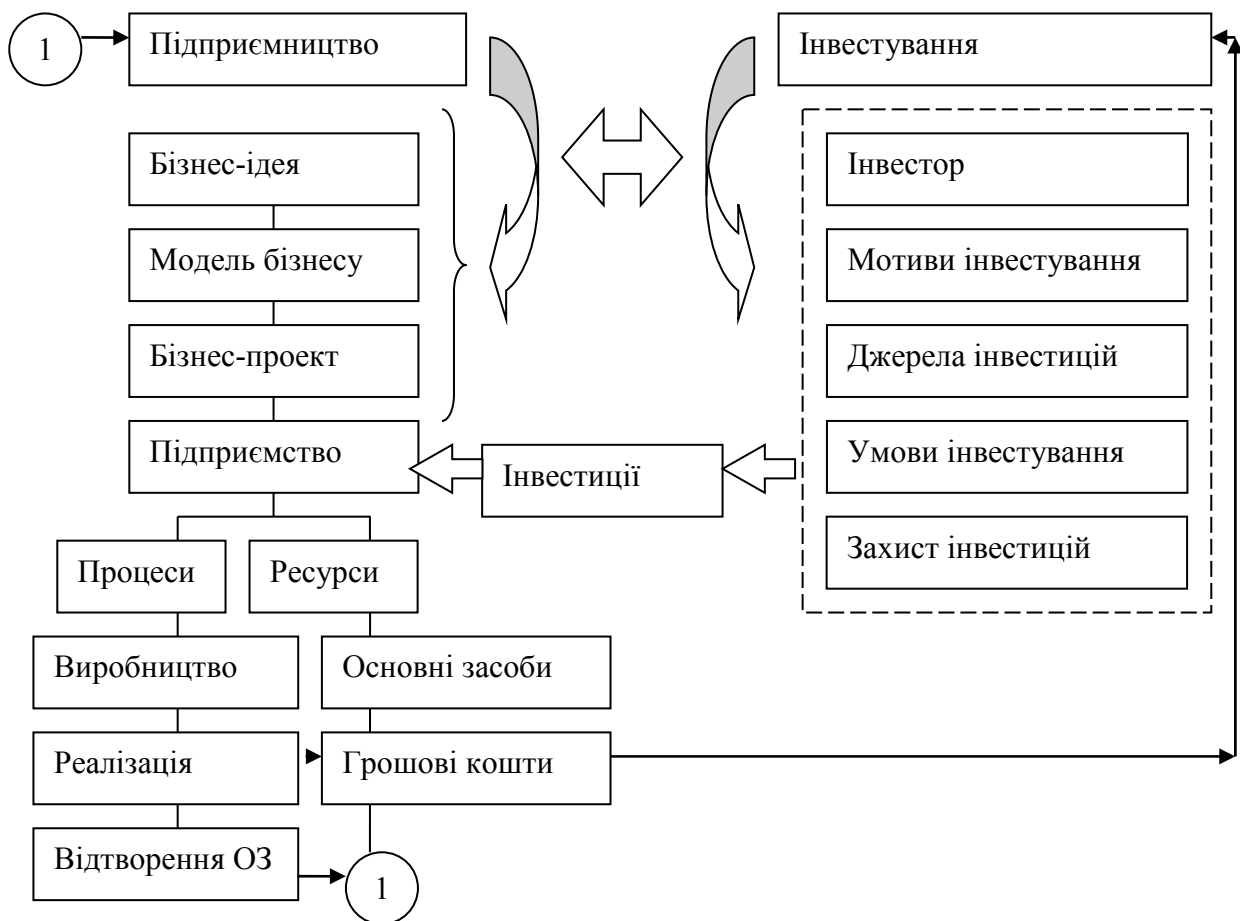 1
Підприємництво
Інвестування
Бізнес-ідея
Модель бізнесу
Бізнес-проект
Підприємство
Інвестиції
Інвестор
Мотиви інвестування
Джерела інвестицій
Умови інвестування
Захист інвестицій
Процеси
Ресурси
Виробництво
Основні засоби
Реалізація
Грошові кошти
Відтворення ОЗ
1